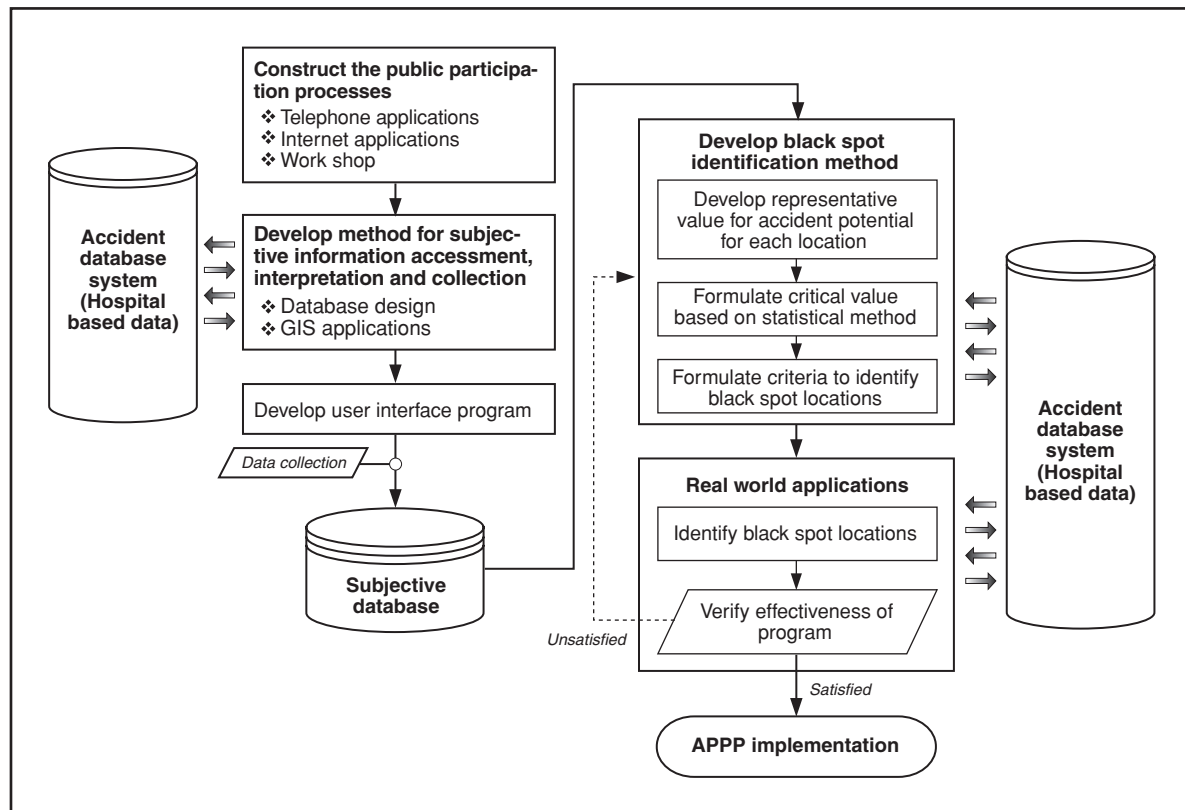 Construct the public participa-
tion processes
❖ Telephone applications
❖ Internet applications
❖ Work shop
Accident
database
system
(Hospital
based data)
Develop method for subjec-
tive information accessment,
interpretation and collection
❖ Database design
❖ GIS applications
Develop user interface program
Data collection
Subjective
database
Develop black spot
identification method
Develop representative
value for accident potential
for each location
Formulate critical value
based on statistical method
Formulate criteria to identify
black spot locations
Accident
database
system
(Hospital
based data)
Real world applications
Identify black spot locations
Verify effectiveness of
program
Unsatisfied
Satisfied
APPP implementation